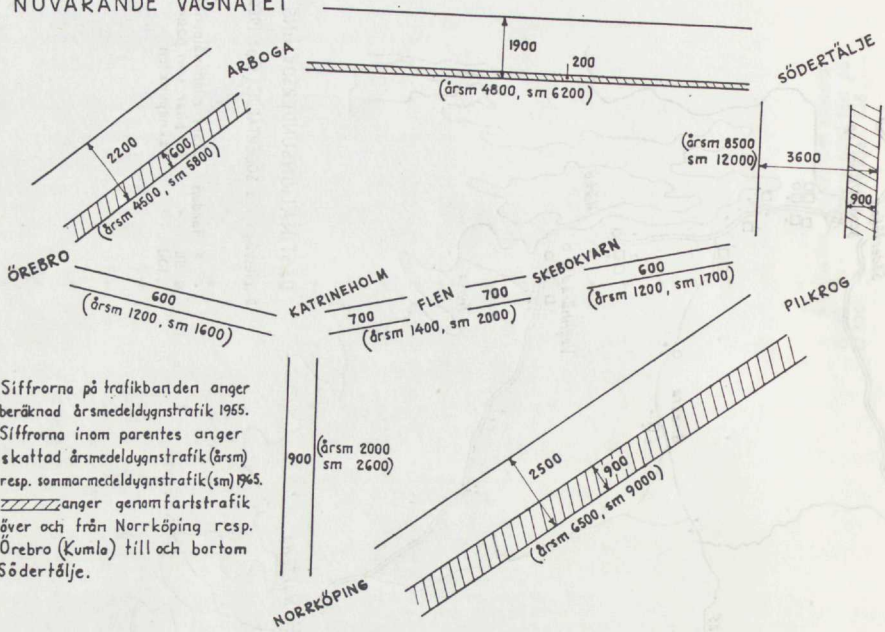 NUVARANDE VÄGNÄTET
1900
200
(årsm 4800, sm 6200)
ARBOGA
SÖDERTÄLJE
2200
600
(årsm 4500, sm 5800)
(årsm 8500
sm 12000)
3600
900
ÖREBRO
600
(årsm 1200, sm 1600)
KATRINEHOLM
700
FLEN
700
(årsm 1400, sm 2000)
SKEBOKVARN
600
(årsm 1200, sm 1700)
PILKROG
Siffrorna på trafikbanden anger
beräknad årsmedeldygnstrafik 1955.
Siffrorna inom parentes anger
skattad årsmedeldygnstrafik (årsm)
resp. sommarmedeldygnstrafik (sm) 1965.
anger genomfartstrafik
över och från Norrköping resp.
Örebro (Kumla) till och bortom
Södertälje.
900
(årsm 2000
sm 2600)
2500
900
(årsm 6500, sm 9000)
NORRKÖPING